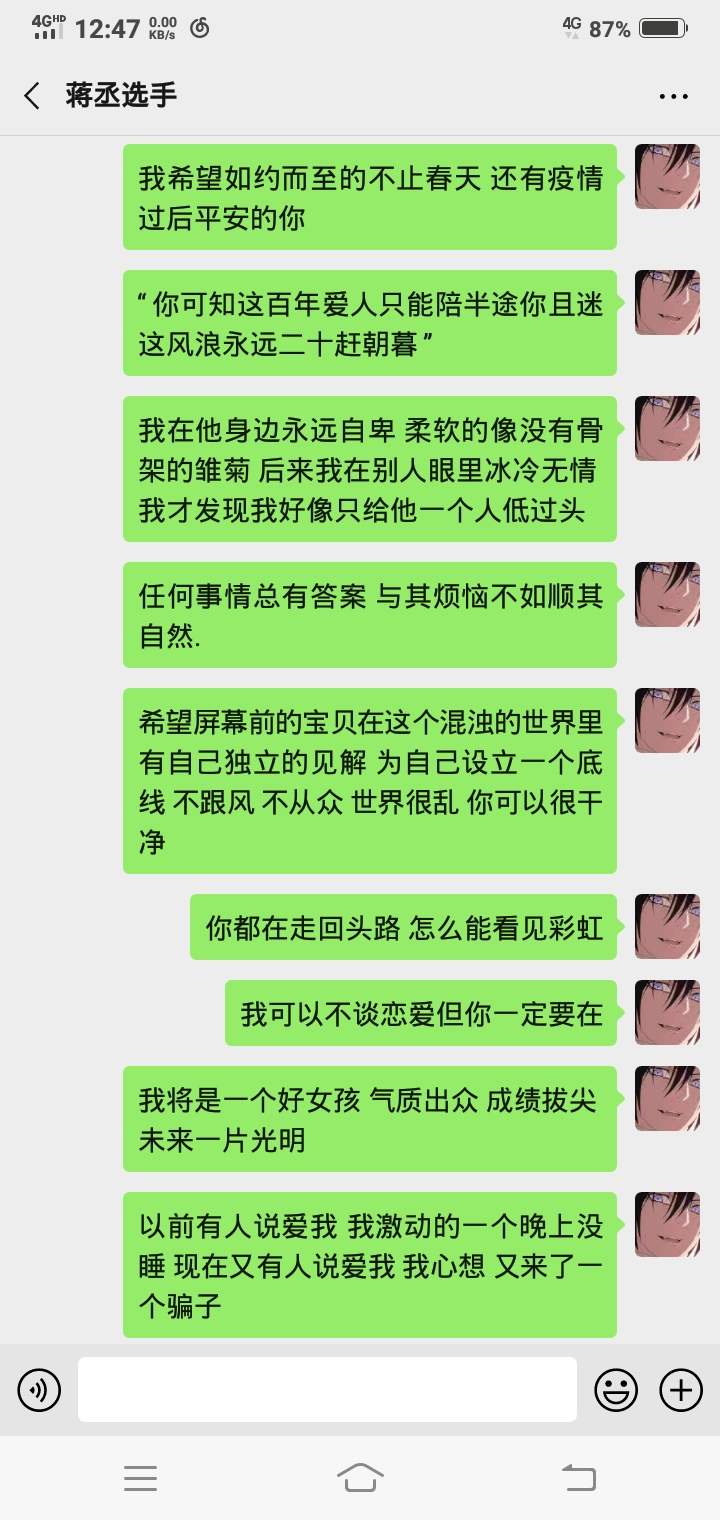 4GHD 12:47 0.00 KB/s 4G 87%
蒋丞选手
我希望如约而至的不止春天 还有疫情
过后平安的你
“你可知这百年爱人只能陪半途你且迷
这风浪永远二十赶朝暮”
我在他身边永远自卑 柔软的像没有骨
架的雏菊 后来我在别人眼里冰冷无情
我才发现我好像只给他一个人低过头
任何事情总有答案 与其烦恼不如顺其
自然.
希望屏幕前的宝贝在这个混浊的世界里
有自己独立的见解 为自己设立一个底
线 不跟风 不从众 世界很乱 你可以很干
净
你都在走回头路 怎么能看见彩虹
我可以不谈恋爱但你一定要在
我将是一个好女孩 气质出众 成绩拔尖
未来一片光明
以前有人说爱我 我激动的一个晚上没
睡 现在又有人说爱我 我心想 又来了一
个骗子